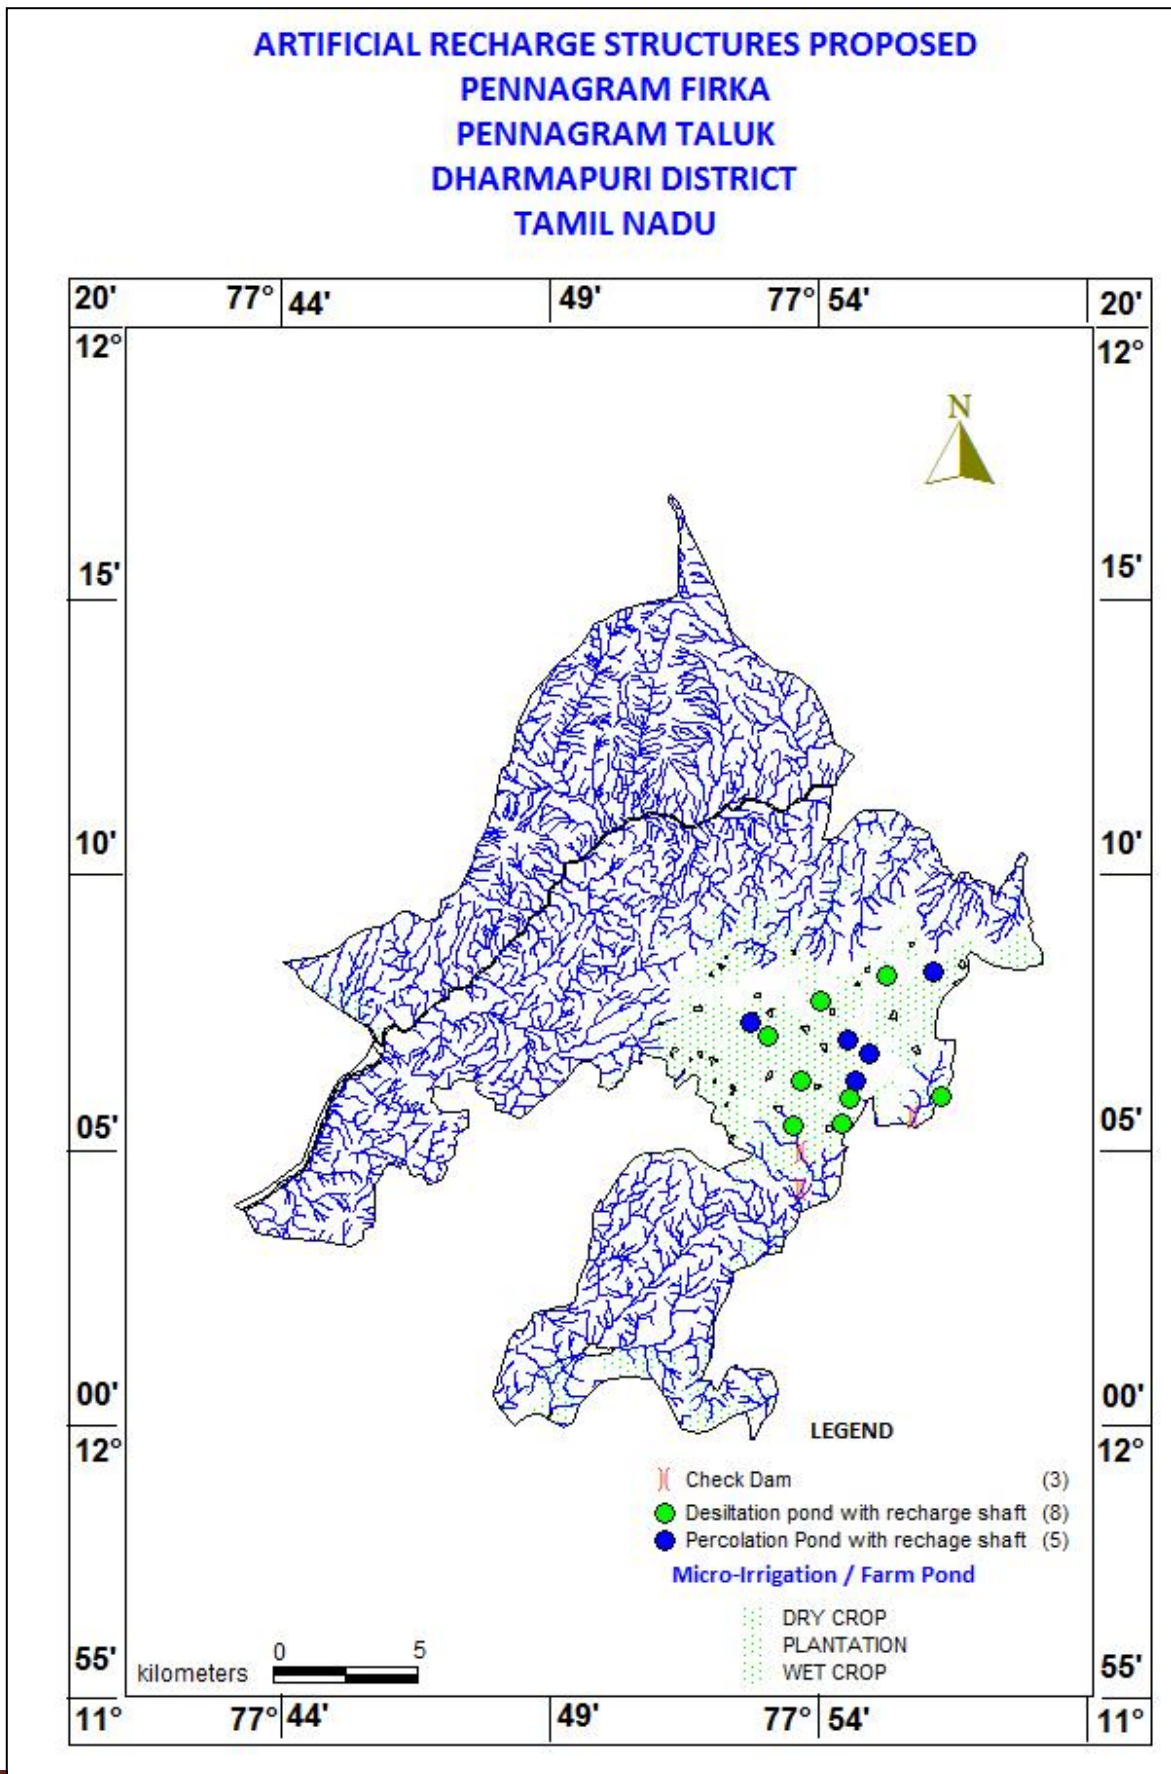 ARTIFICIAL RECHARGE STRUCTURES PROPOSED
PENNAGRAM FIRKA
PENNAGRAM TALUK
DHARMAPURI DISTRICT
TAMIL NADU
20' 77° 44' 49' 77° 54' 20'
12° 12°
N
15' 15'
10' 10'
05' 05'
00' 00'
12° 12°
LEGEND
Check Dam (3)
Desiltation pond with recharge shaft (8)
Percolation Pond with rechage shaft (5)
Micro-Irrigation / Farm Pond
DRY CROP
PLANTATION
WET CROP
0 5
kilometers
55' 55'
11° 77° 44' 49' 77° 54' 11°